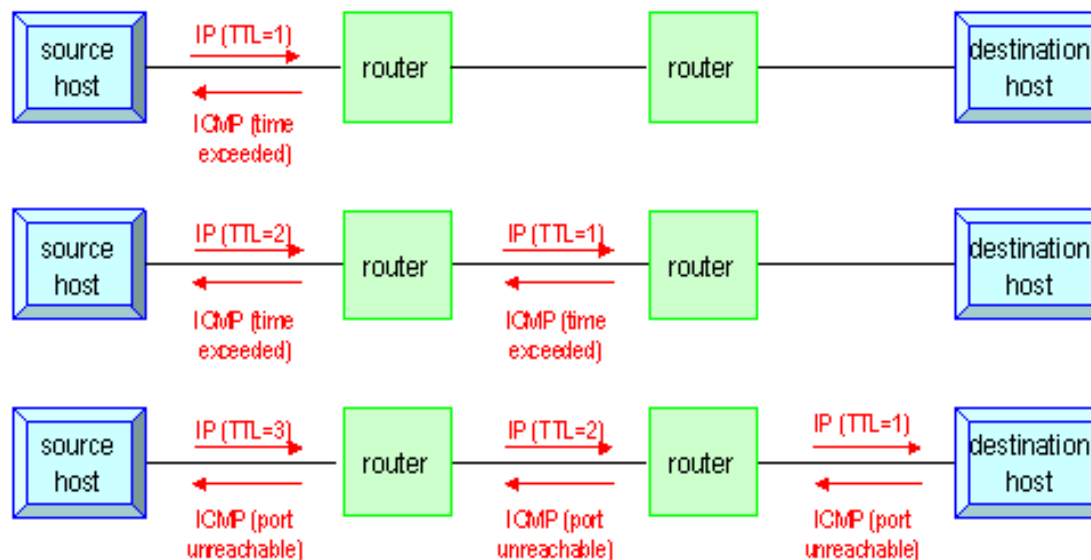 IP (TTL=1)
source
host
router
router
destination
host
ICMP (time
exceeded)
IP (TTL=2)
IP (TTL=1)
source
host
router
router
destination
host
ICMP (time
exceeded)
ICMP (time
exceeded)
IP (TTL=3)
IP (TTL=2)
IP (TTL=1)
source
host
router
router
destination
host
ICMP (port
unreachable)
ICMP (port
unreachable)
ICMP (port
unreachable)